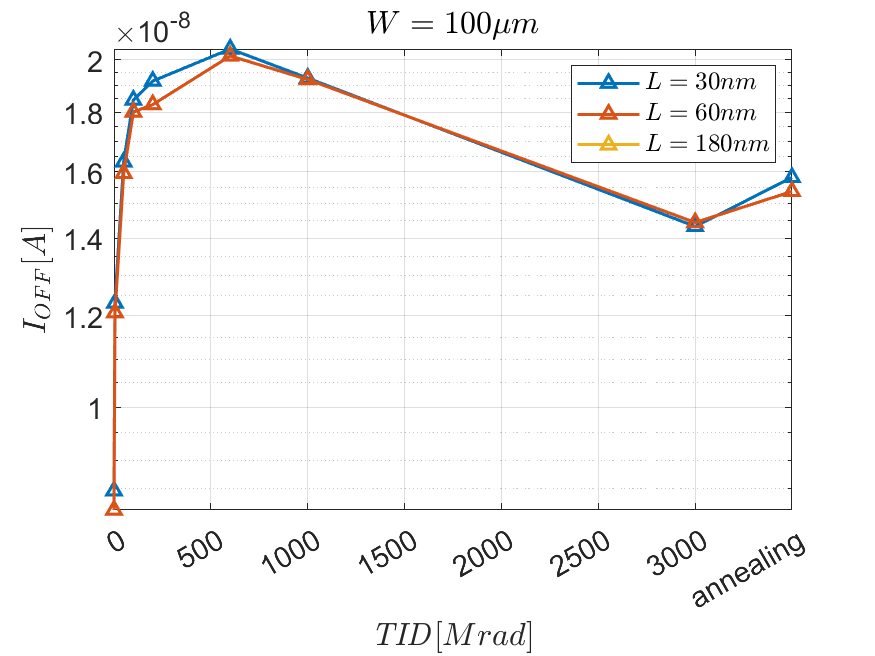 ×10⁻⁸
W = 100μm
2
1.8
1.6
1.4
1.2
1
I_OFF [A]
L = 30nm
L = 60nm
L = 180nm
0
500
1000
1500
2000
2500
3000
annealing
TID[Mrad]